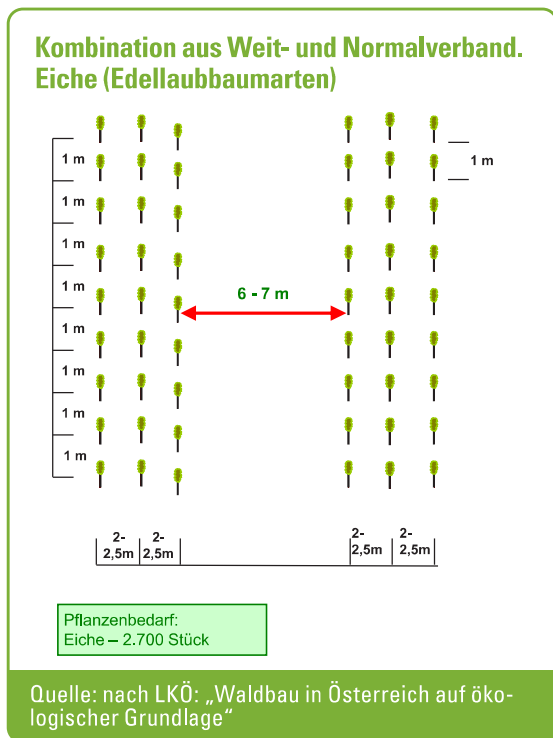 Kombination aus Weit- und Normalverband.
Eiche (Edellaubbaumarten)
1 m
1 m
1 m
1 m
1 m
1 m
1 m
1 m
1 m
6 - 7 m
2-
2,5m
2-
2,5m
2-
2,5m
2-
2,5m
Pflanzenbedarf:
Eiche – 2.700 Stück
Quelle: nach LKÖ: „Waldbau in Österreich auf öko-
logischer Grundlage“